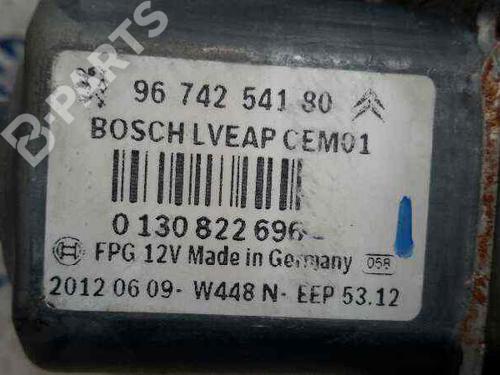 B-PARTS
96 742 541 80
BOSCH LVEAP CEM01
0 130 822 696
FPG 12V Made in Germany 058
2012 06 09- W448 N- EEP 53.12